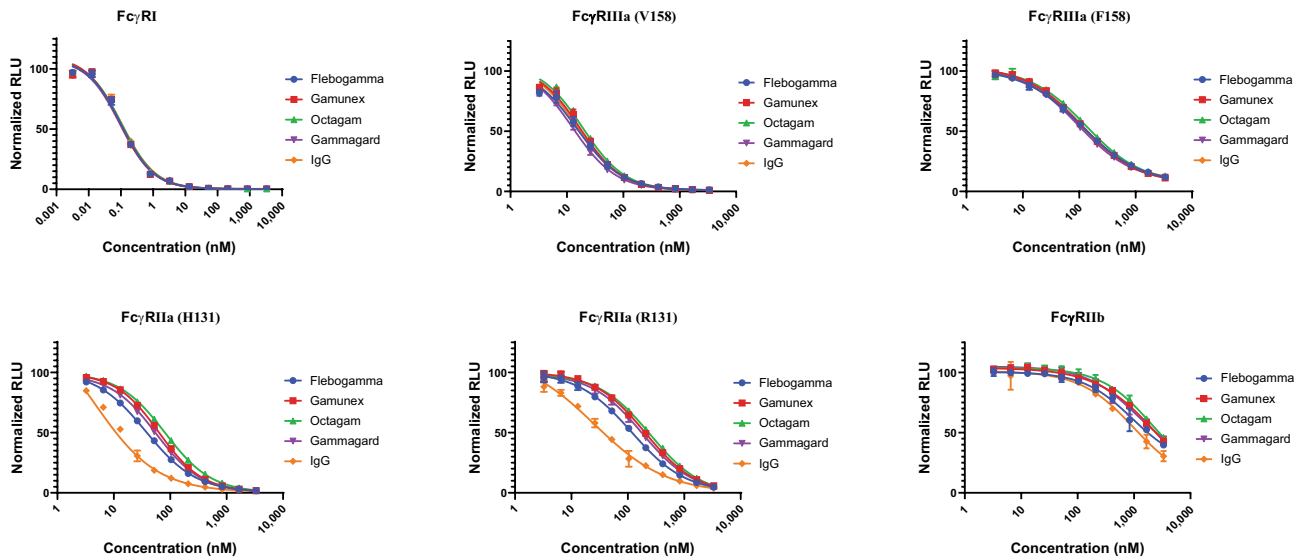 FcγRI
Normalized RLU
100
50
0
0.001
0.01
0.1
1
10
100
1,000
10,000
Concentration (nM)
Flebogamma
Gamunex
Octagam
Gammagard
IgG
FcγRIIIa (V158)
Normalized RLU
100
50
0
1
10
100
1,000
10,000
Concentration (nM)
Flebogamma
Gamunex
Octagam
Gammagard
IgG
FcγRIIIa (F158)
Normalized RLU
100
50
0
1
10
100
1,000
10,000
Concentration (nM)
Flebogamma
Gamunex
Octagam
Gammagard
IgG
FcγRIIa (H131)
Normalized RLU
100
50
0
1
10
100
1,000
10,000
Concentration (nM)
Flebogamma
Gamunex
Octagam
Gammagard
IgG
FcγRIIa (R131)
Normalized RLU
100
50
0
1
10
100
1,000
10,000
Concentration (nM)
Flebogamma
Gamunex
Octagam
Gammagard
IgG
FcγRIIb
Normalized RLU
100
50
0
1
10
100
1,000
10,000
Concentration (nM)
Flebogamma
Gamunex
Octagam
Gammagard
IgG